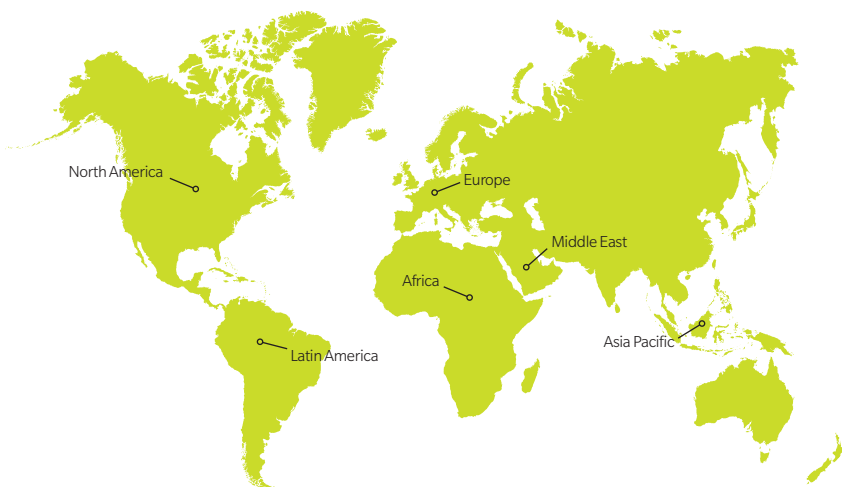 North America
Europe
Middle East
Africa
Asia Pacific
Latin America